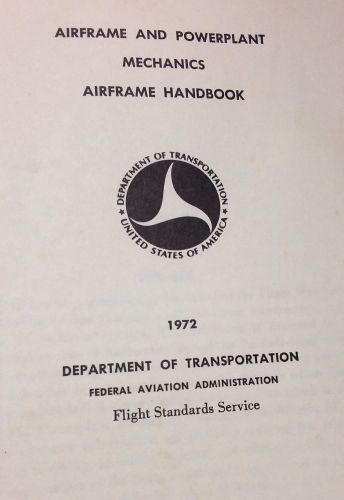 AIRFRAME AND POWERPLANT
MECHANICS
AIRFRAME HANDBOOK
DEPARTMENT OF TRANSPORTATION
★ UNITED STATES OF AMERICA ★
1972
DEPARTMENT OF TRANSPORTATION
FEDERAL AVIATION ADMINISTRATION
Flight Standards Service